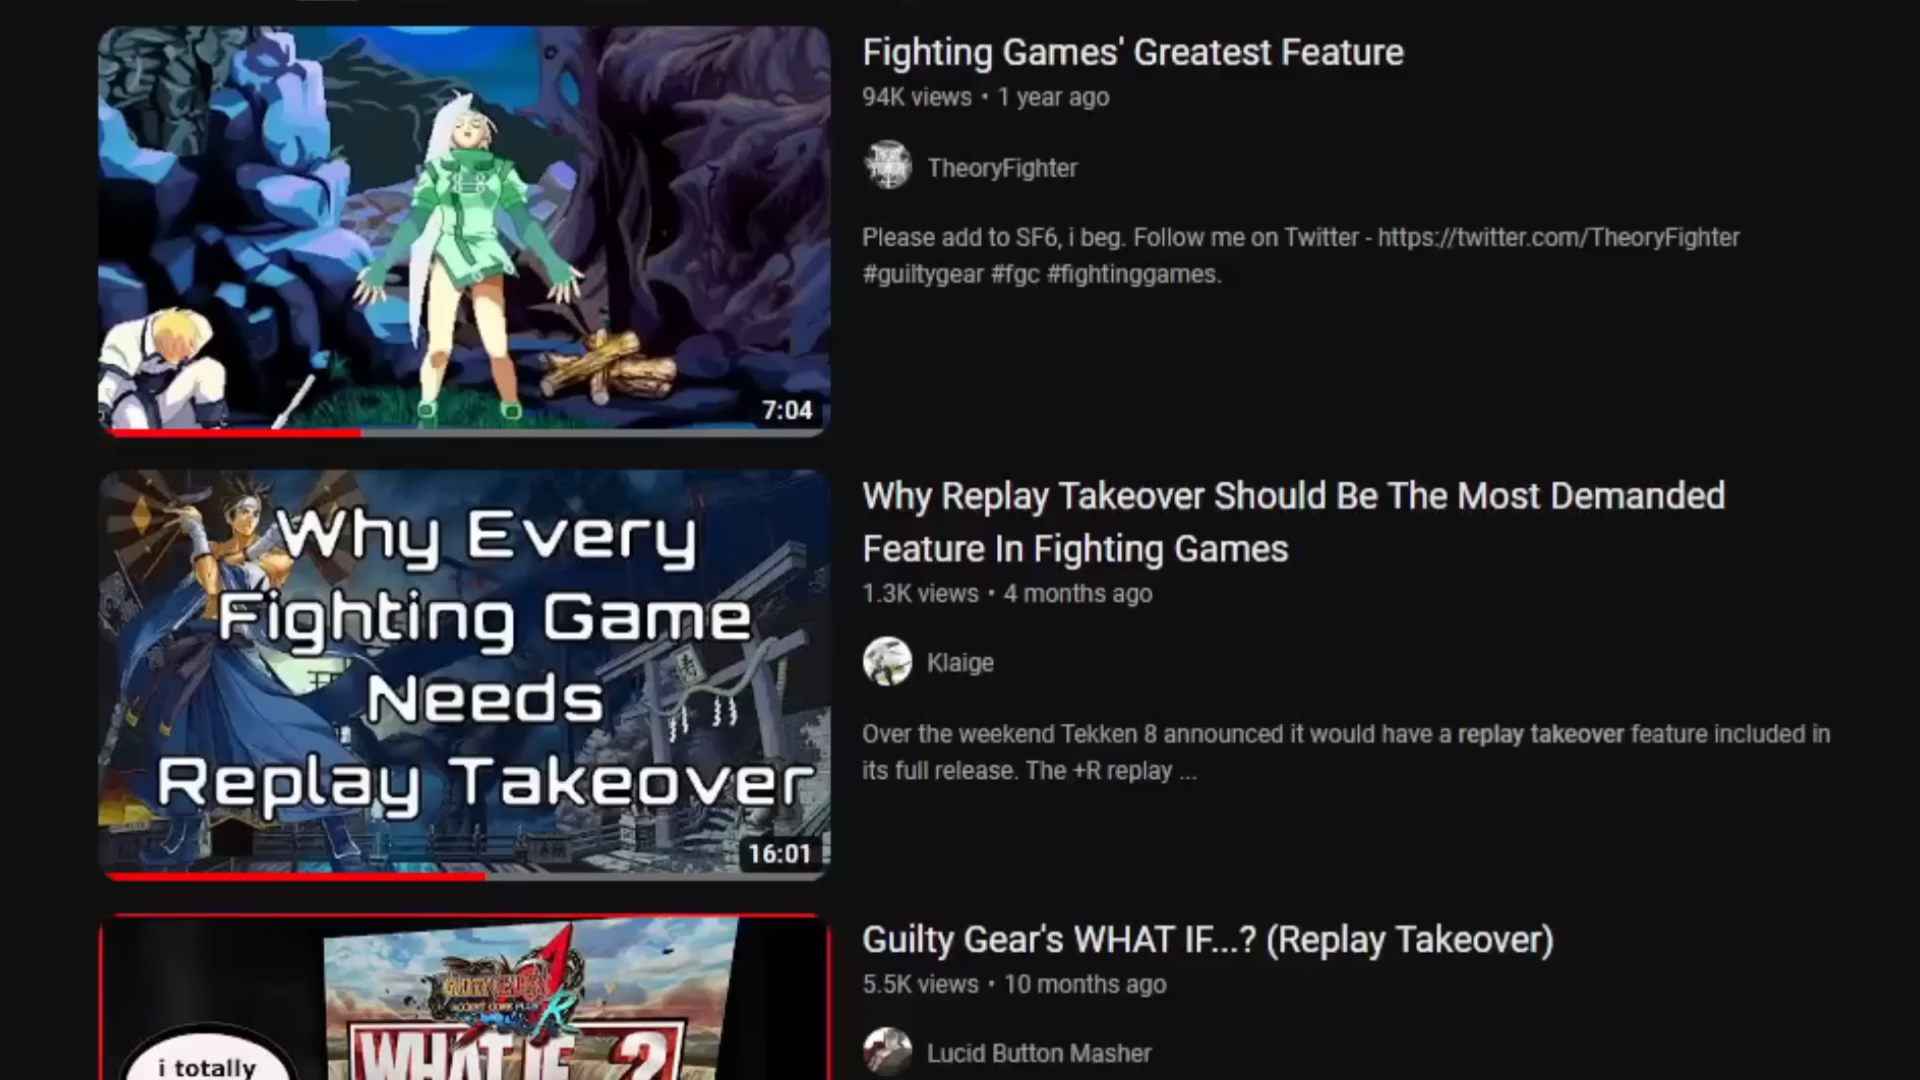 Fighting Games' Greatest Feature
94K views • 1 year ago
TheoryFighter
Please add to SF6, i beg. Follow me on Twitter - https://twitter.com/TheoryFighter
#guiltygear #fgc #fightinggames.
7:04
Why Every
Fighting Game
Needs
Replay Takeover
16:01
Why Replay Takeover Should Be The Most Demanded
Feature In Fighting Games
1.3K views • 4 months ago
Klaige
Over the weekend Tekken 8 announced it would have a replay takeover feature included in
its full release. The +R replay ...
i totally
WHAT IF
?
Guilty Gear's WHAT IF...? (Replay Takeover)
5.5K views • 10 months ago
Lucid Button Masher